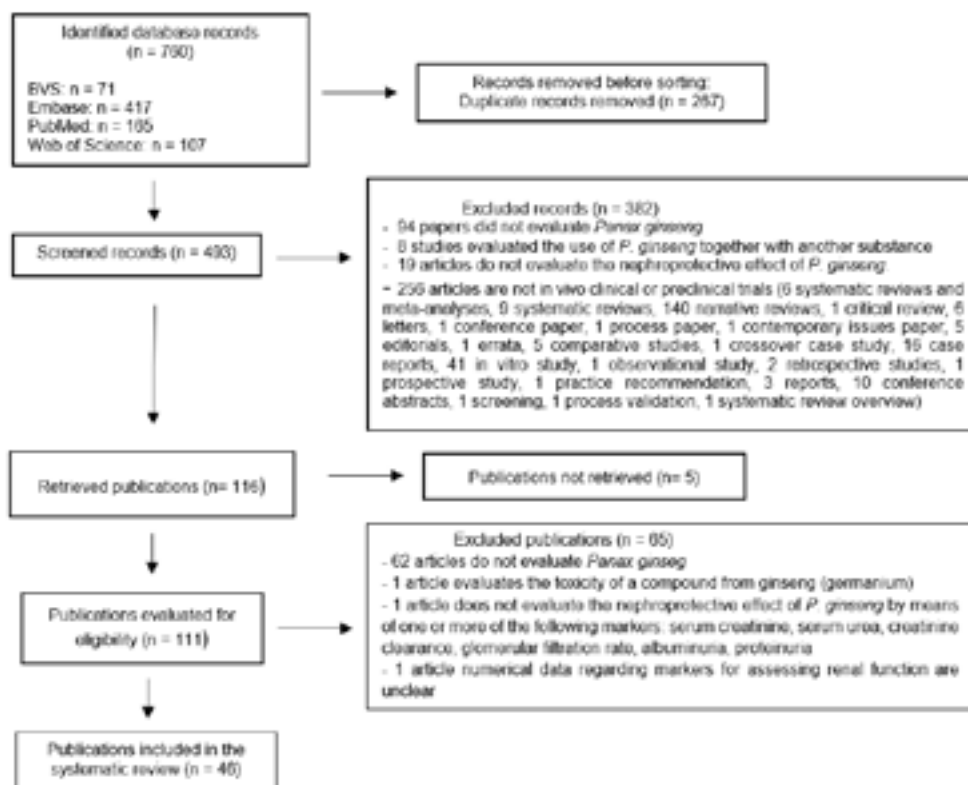 Identified database records
(n = 760)
BVS: n = 71
Embase: n = 417
PubMed: n = 165
Web of Science: n = 107
Records removed before sorting:
Duplicate records removed (n = 267)
Screened records (n = 493)
Excluded records (n = 382)
- 94 papers did not evaluate Panax ginseng
- 8 studies evaluated the use of P. ginseng together with another substance
- 19 articles do not evaluate the nephroprotective effect of P. ginseng.
- 256 articles are not in vivo clinical or preclinical trials (6 systematic reviews and
meta-analyses, 9 systematic reviews, 140 narrative reviews, 1 critical review, 6
letters, 1 conference paper, 1 process paper, 1 contemporary issues paper, 5
editorials, 1 errata, 5 comparative studies, 1 crossover case study, 16 case
reports, 41 in vitro study, 1 observational study, 2 retrospective studies, 1
prospective study, 1 practice recommendation, 3 reports, 10 conference
abstracts, 1 screening, 1 process validation, 1 systematic review overview)
Retrieved publications (n= 116)
Publications not retrieved (n= 5)
Excluded publications (n = 65)
- 62 articles do not evaluate Panax ginseg
- 1 article evaluates the toxicity of a compound from ginseng (germanium)
- 1 article does not evaluate the nephroprotective effect of P. ginseng by means
of one or more of the following markers: serum creatinine, serum urea, creatinine
clearance, glomerular filtration rate, albuminuria, proteinuria
- 1 article numerical data regarding markers for assessing renal function are
unclear
Publications evaluated for
eligibility (n = 111)
Publications included in the
systematic review (n = 46)